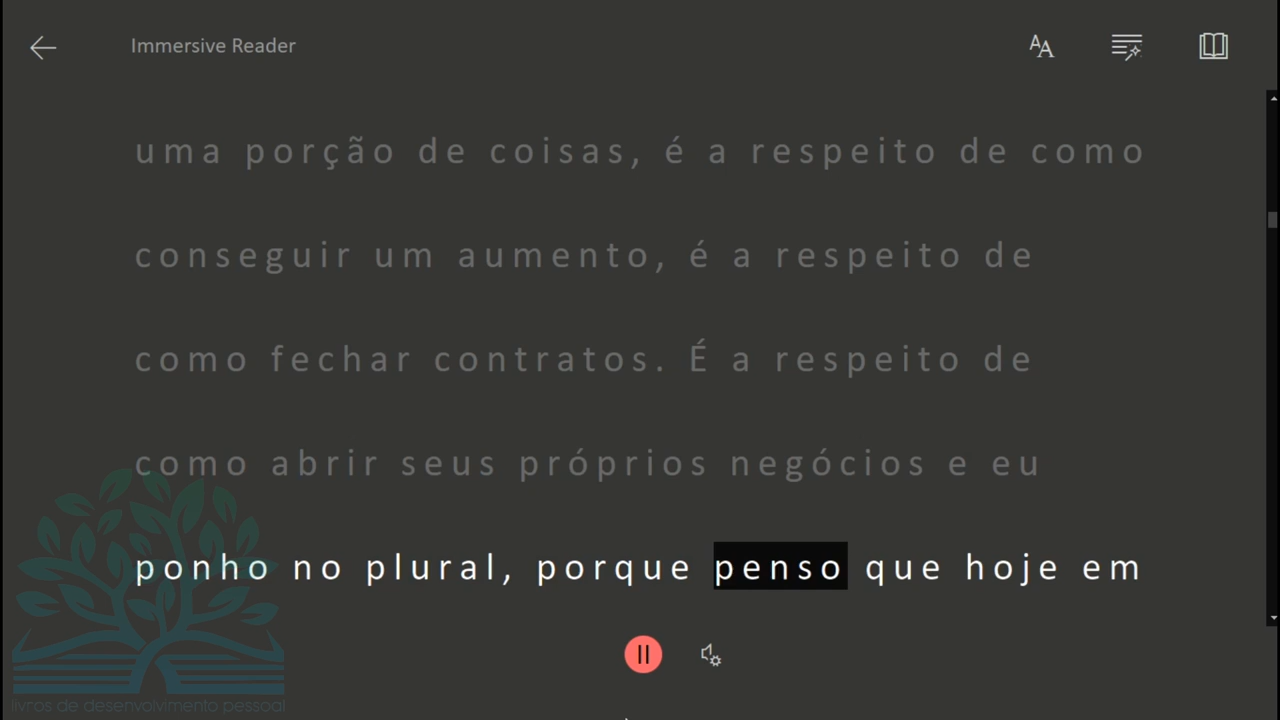 Immersive Reader
uma porção de coisas, é a respeito de como
conseguir um aumento, é a respeito de
como fechar contratos. É a respeito de
como abrir seus próprios negócios e eu
ponho no plural, porque penso que hoje em
livros de desenvolvimento pessoal